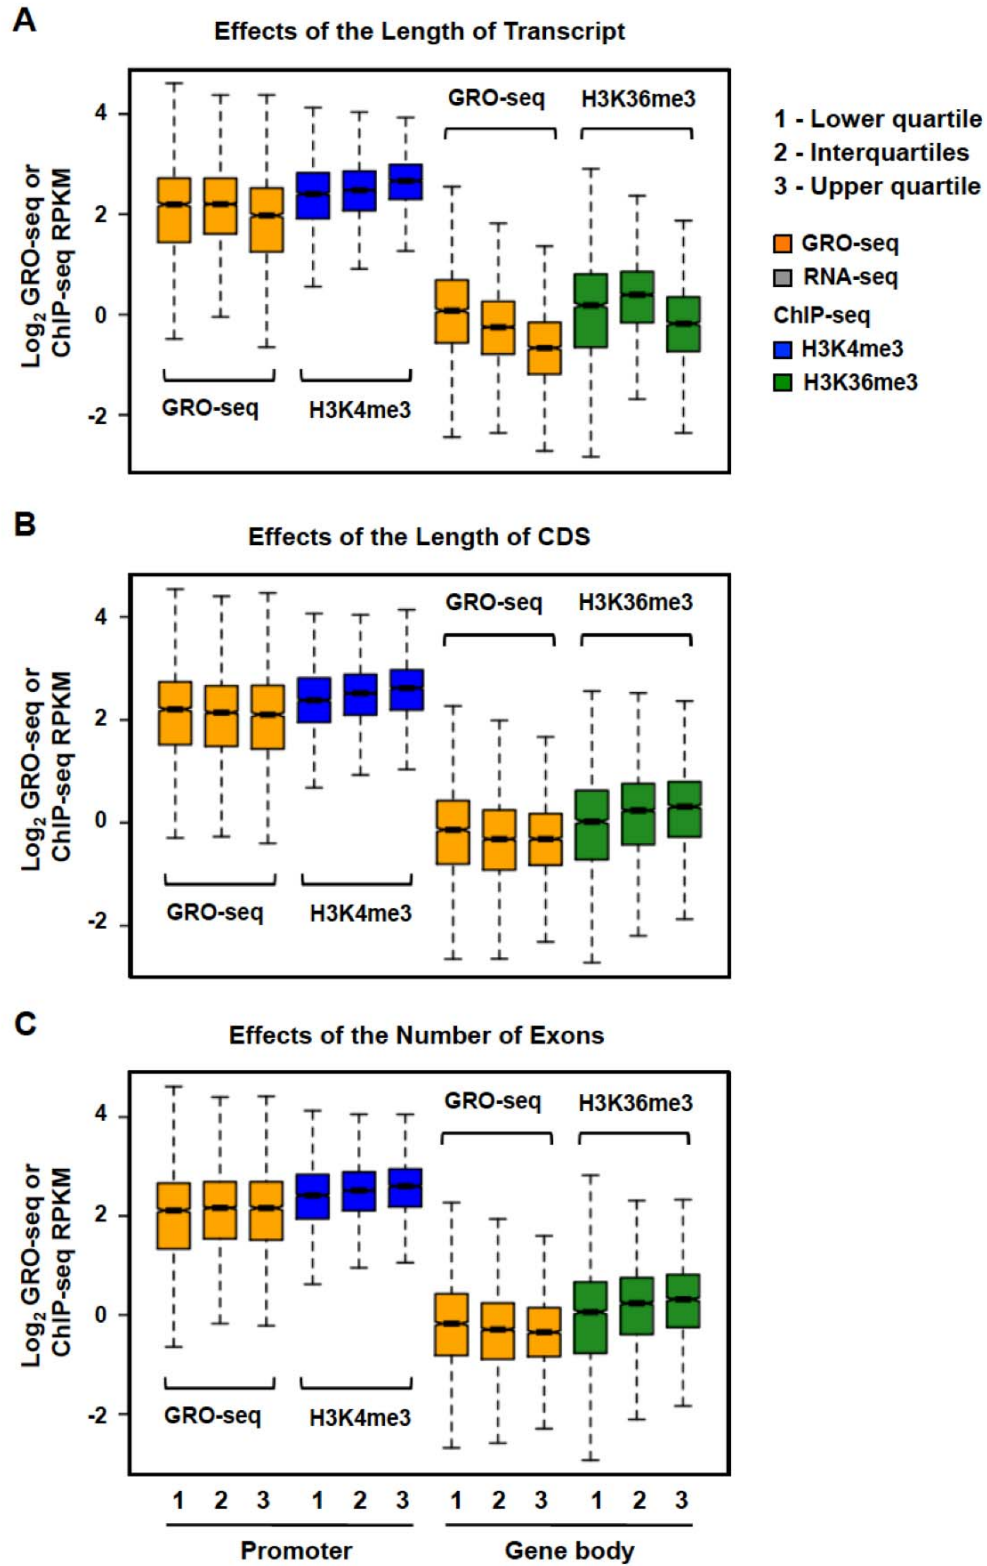 A
Effects of the Length of Transcript
Log2 GRO-seq or
ChIP-seq RPKM
4
2
0
-2
GRO-seq
H3K4me3
GRO-seq
H3K36me3
1 - Lower quartile
2 - Interquartiles
3 - Upper quartile
GRO-seq
RNA-seq
ChIP-seq
H3K4me3
H3K36me3
B
Effects of the Length of CDS
Log2 GRO-seq or
ChIP-seq RPKM
4
2
0
-2
GRO-seq
H3K4me3
GRO-seq
H3K36me3
C
Effects of the Number of Exons
Log2 GRO-seq or
ChIP-seq RPKM
4
2
0
-2
GRO-seq
H3K4me3
GRO-seq
H3K36me3
1 2 3 1 2 3 1 2 3 1 2 3
Promoter Gene body